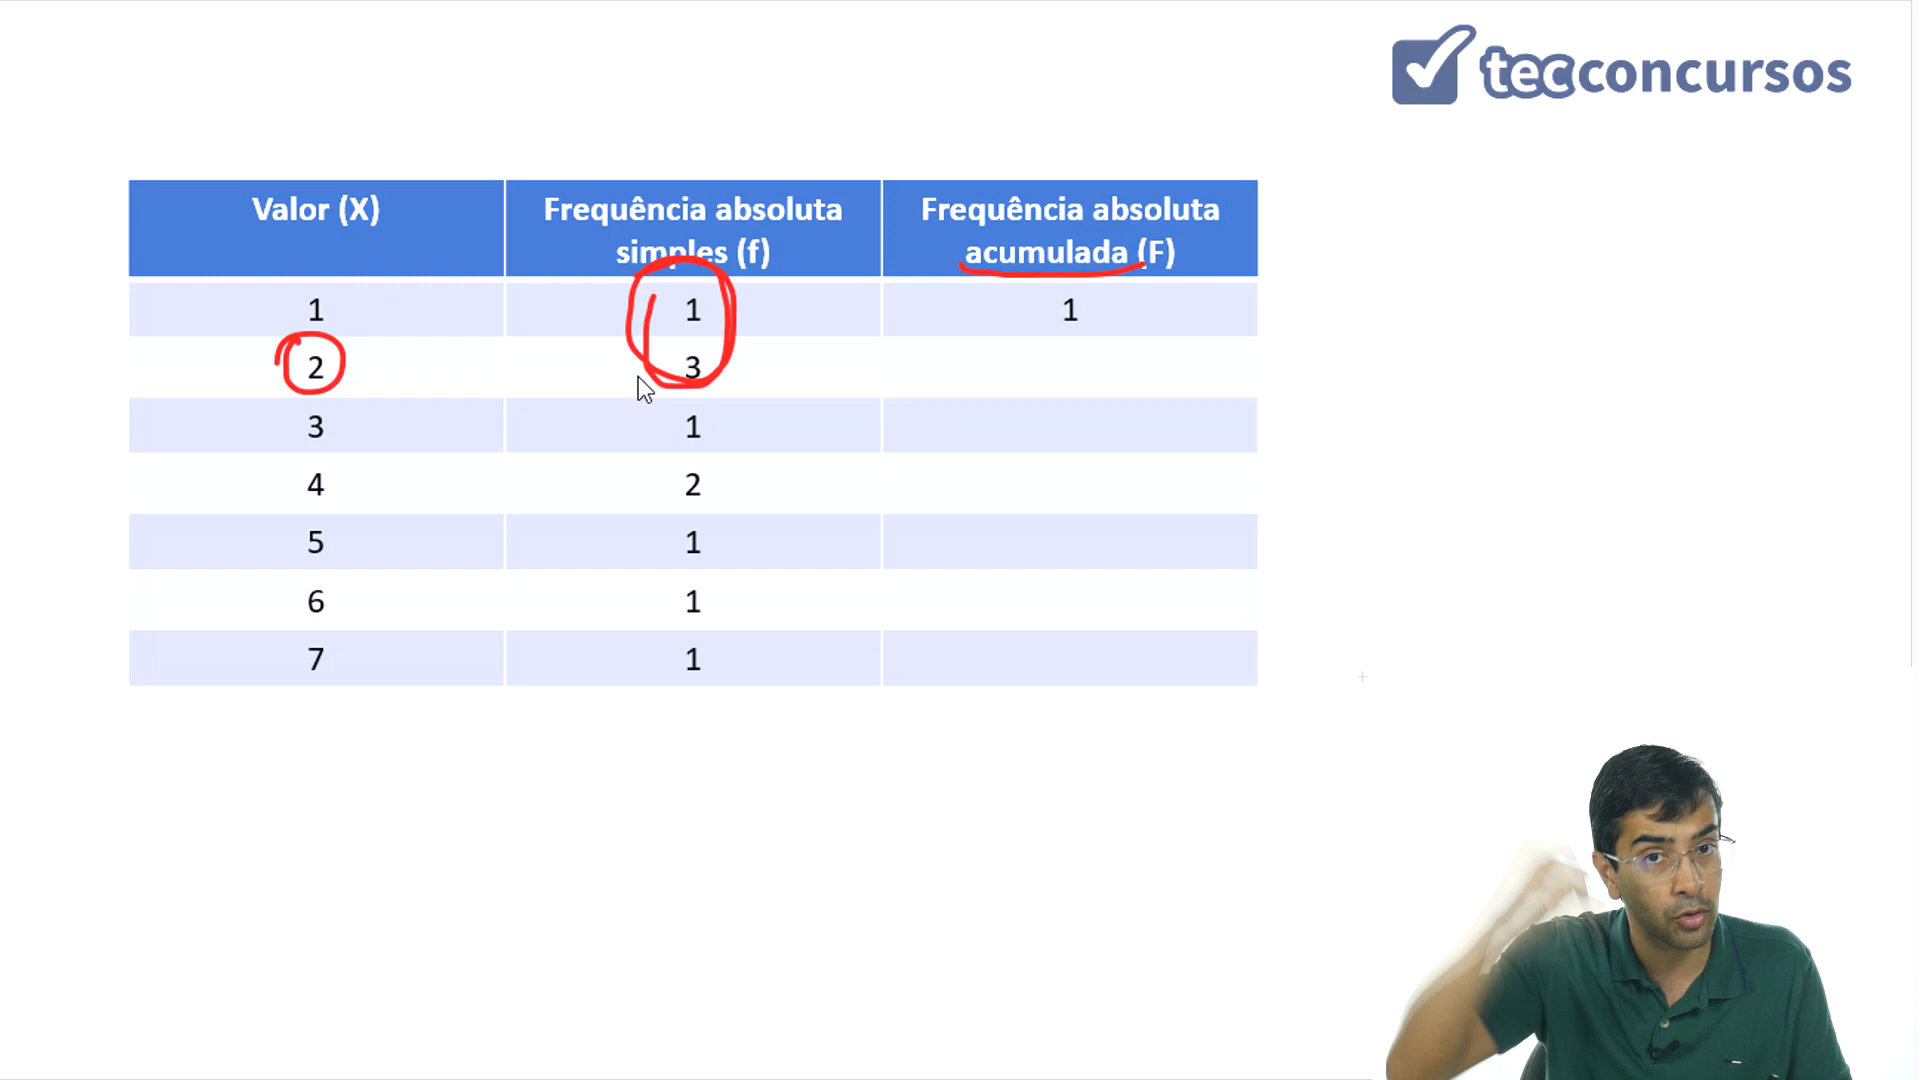 tecconcursos
Valor (X) Frequência absoluta simples (f) Frequência absoluta acumulada (F)
1 1 1
2 3
3 1
4 2
5 1
6 1
7 1